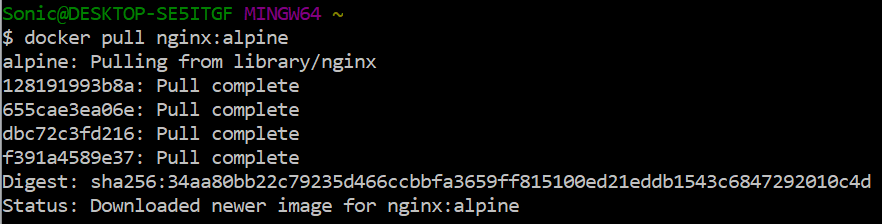 Sonic@DESKTOP-SE5ITGF MINGW64 ~
$ docker pull nginx:alpine
alpine: Pulling from library/nginx
128191993b8a: Pull complete
655cae3ea06e: Pull complete
dbc72c3fd216: Pull complete
f391a4589e37: Pull complete
Digest: sha256:34aa80bb22c79235d466ccbbfa3659ff815100ed21eddb1543c6847292010c4d
Status: Downloaded newer image for nginx:alpine